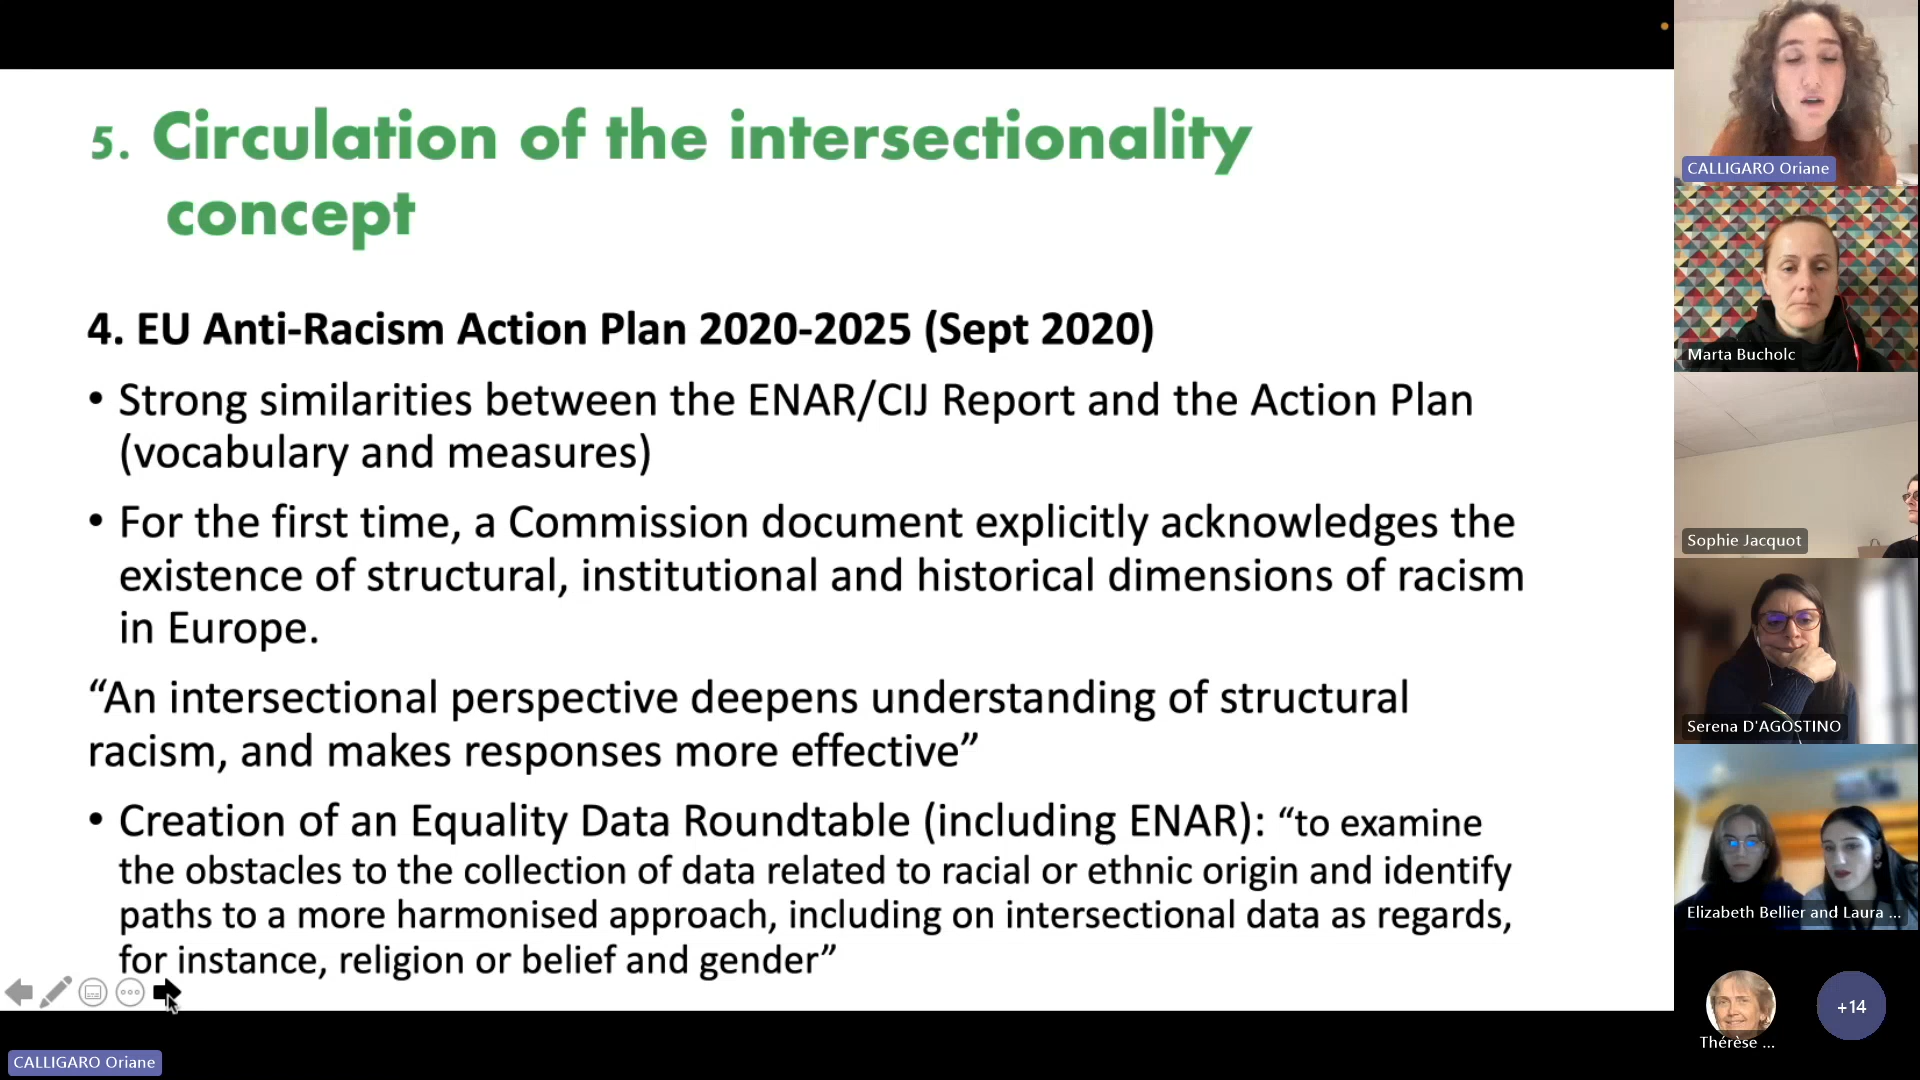 5. Circulation of the intersectionality
concept
4. EU Anti-Racism Action Plan 2020-2025 (Sept 2020)
• Strong similarities between the ENAR/CIJ Report and the Action Plan
(vocabulary and measures)
• For the first time, a Commission document explicitly acknowledges the
existence of structural, institutional and historical dimensions of racism
in Europe.
“An intersectional perspective deepens understanding of structural
racism, and makes responses more effective”
• Creation of an Equality Data Roundtable (including ENAR): “to examine
the obstacles to the collection of data related to racial or ethnic origin and identify
paths to a more harmonised approach, including on intersectional data as regards,
for instance, religion or belief and gender”
CALLIGARO Oriane
CALLIGARO Oriane
Marta Bucholc
Sophie Jacquot
Serena D'AGOSTINO
Elizabeth Bellier and Laura ...
Thérèse ...
+14